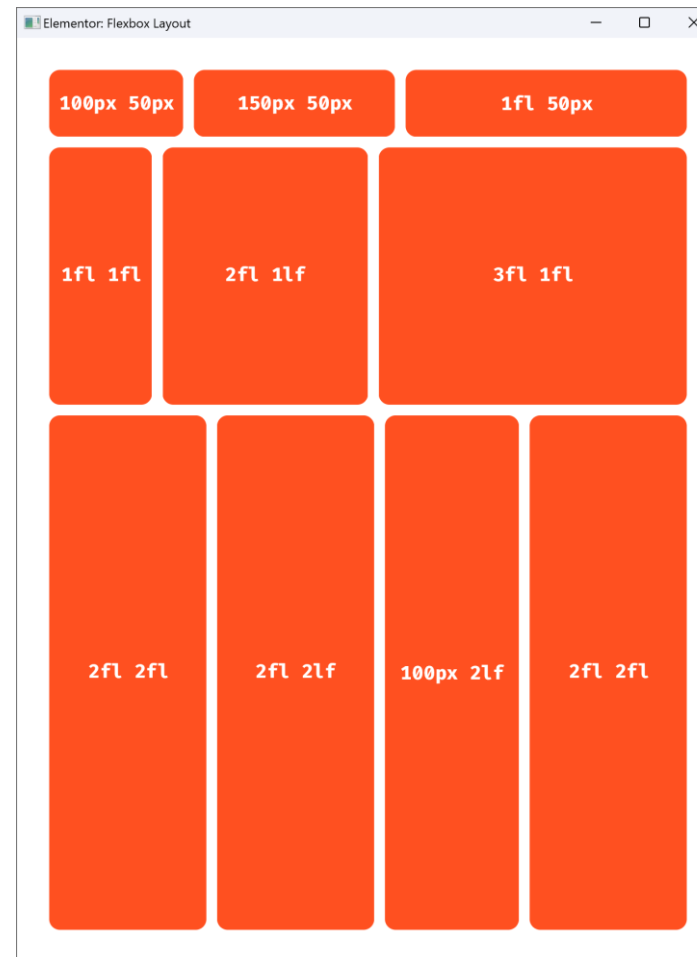 Elementor: Flexbox Layout
100px 50px
150px 50px
1fl 50px
1fl 1fl
2fl 1lf
3fl 1fl
2fl 2fl
2fl 2lf
100px 2lf
2fl 2fl